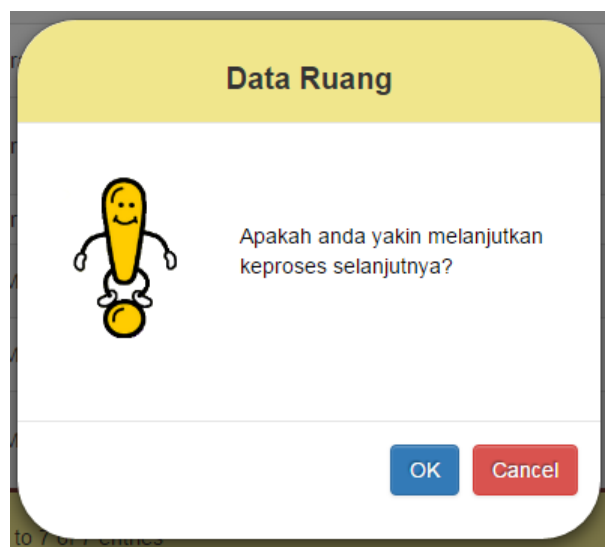 Data Ruang
Apakah anda yakin melanjutkan
keproses selanjutnya?
OK
Cancel
to 7 of 7 entries